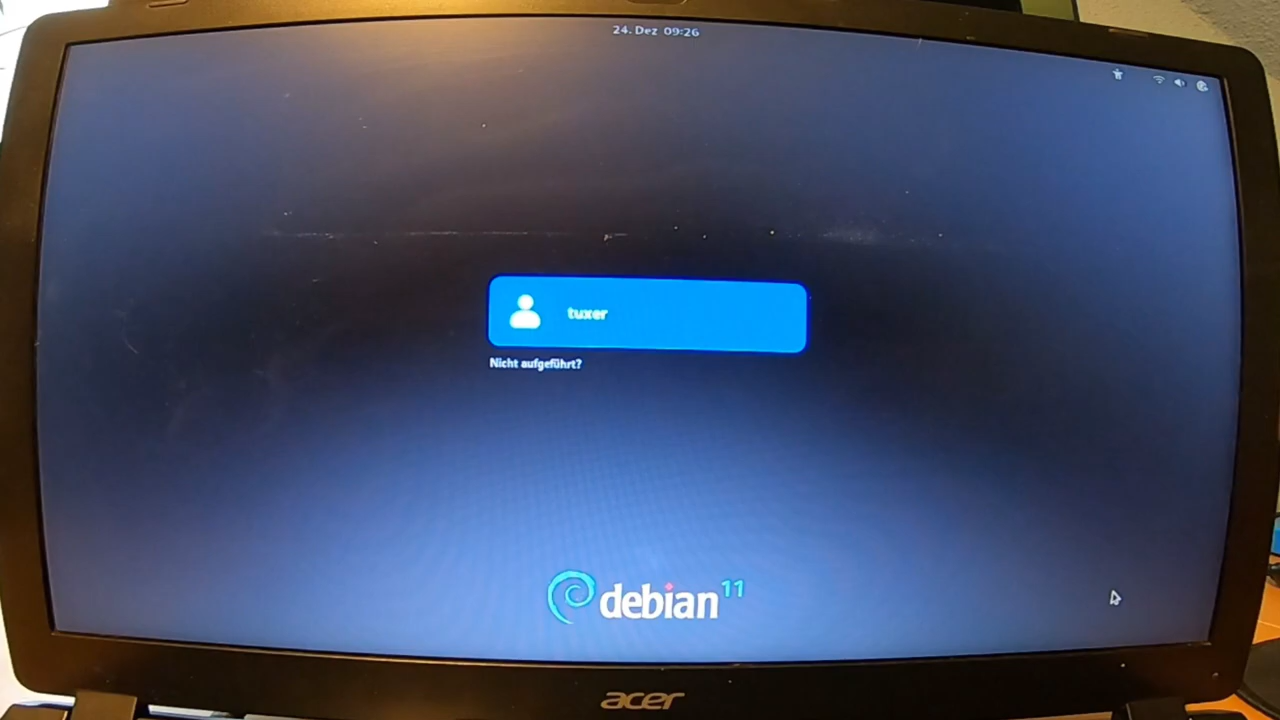 24. Dez 09:26
tuxer
Nicht aufgeführt?
debian 11
acer